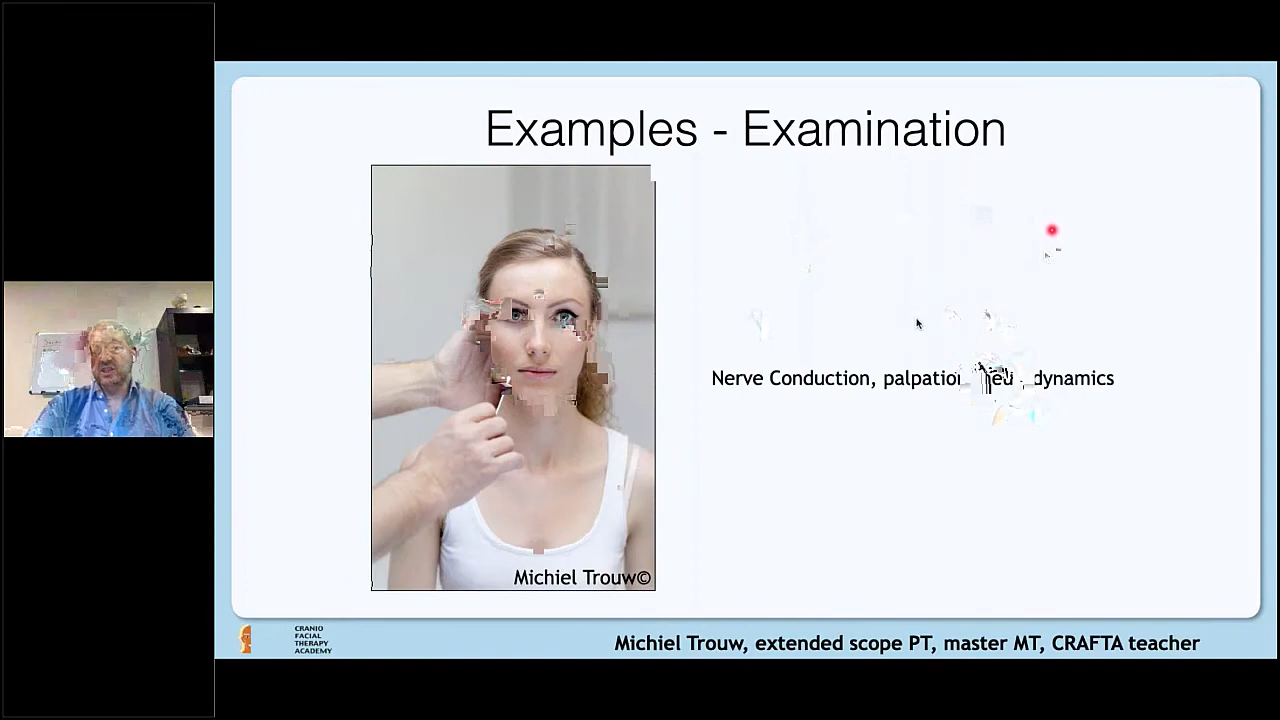 Examples - Examination
Nerve Conduction, palpation dynamics
Michiel Trouw©
CRANIO
FACIAL
THERAPY
ACADEMY
Michiel Trouw, extended scope PT, master MT, CRAFTA teacher